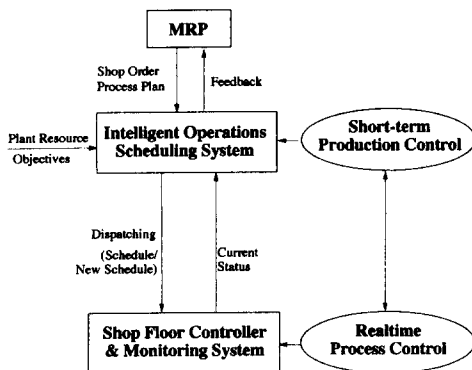 MRP
Shop Order
Process Plan
Feedback
Plant Resource
Objectives
Intelligent Operations
Scheduling System
Short-term
Production Control
Dispatching
(Schedule/
New Schedule)
Current
Status
Shop Floor Controller
& Monitoring System
Realtime
Process Control